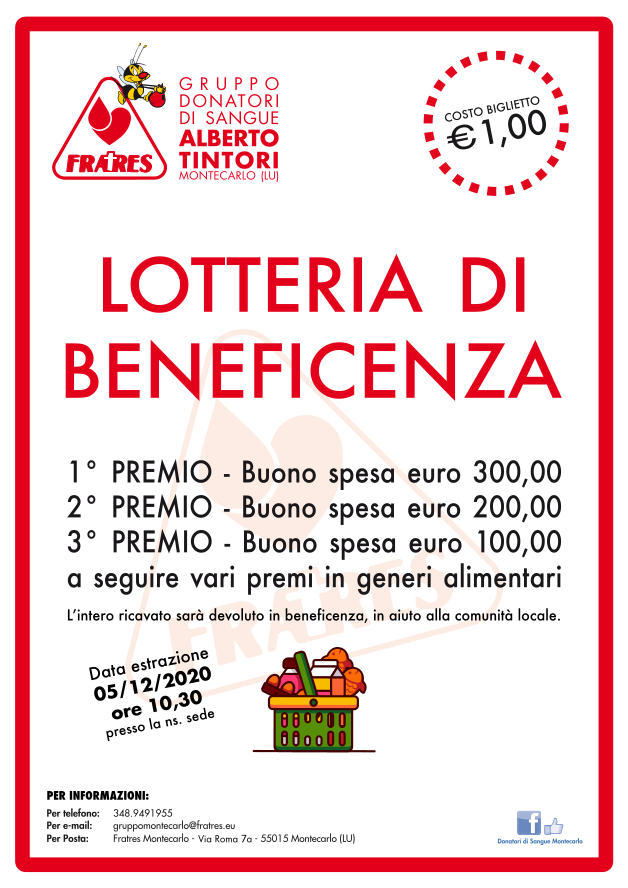 GRUPPO
DONATORI
DI SANGUE
ALBERTO
TINTORI
MONTECARLO (LU)
FRATRES
COSTO BIGLIETTO
€ 1,00
LOTTERIA DI
BENEFICENZA
1° PREMIO - Buono spesa euro 300,00
2° PREMIO - Buono spesa euro 200,00
3° PREMIO - Buono spesa euro 100,00
a seguire vari premi in generi alimentari
L'intero ricavato sarà devoluto in beneficenza, in aiuto alla comunità locale.
FRATRES
Data estrazione
05/12/2020
ore 10,30
presso la ns. sede
PER INFORMAZIONI:
Per telefono: 348.9491955
Per e-mail: gruppomontecarlo@fratres.eu
Per Posta: Fratres Montecarlo - Via Roma 7a - 55015 Montecarlo (LU)
f
Donatori di Sangue Montecarlo